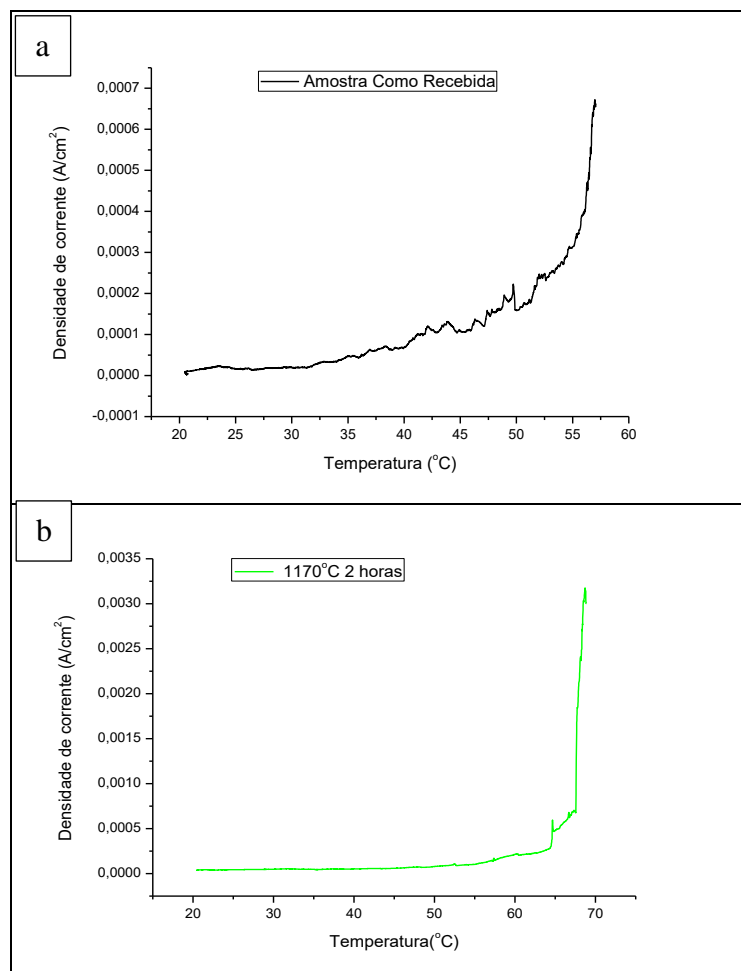 a
Amostra Como Recebida
0,0007
0,0006
0,0005
0,0004
0,0003
0,0002
0,0001
0,0000
-0,0001
Densidade de corrente (A/cm²)
20 25 30 35 40 45 50 55 60
Temperatura (°C)
b
1170°C 2 horas
0,0035
0,0030
0,0025
0,0020
0,0015
0,0010
0,0005
0,0000
Densidade de corrente (A/cm²)
20 30 40 50 60 70
Temperatura(°C)